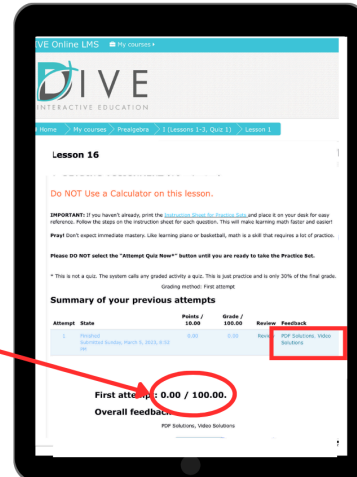 IVE Online LMS My courses
DIVE
INTERACTIVE EDUCATION
Home My courses Prealgebra I (Lessons 1-3, Quiz 1) Lesson 1
Lesson 16
Do NOT Use a Calculator on this lesson.
IMPORTANT: If you haven't already, print the Instruction Sheet for Practice Sets and place it on your desk for easy
reference. Follow the steps on the instruction sheet for each question. This will make learning math faster and easier!
Pray! Don't expect immediate mastery. Like learning piano or basketball, math is a skill that requires a lot of practice.
Please DO NOT select the "Attempt Quiz Now*" button until you are ready to take the Practice Set.
* This is not a quiz. The system calls any graded activity a quiz. This is just practice and is only 30% of the final grade.
Grading method: First attempt
Summary of your previous attempts
Attempt State Points / 10.00 Grade / 100.00 Review Feedback
1 Finished 0.00 0.00 Review PDF Solutions, Video Solutions
Submitted Sunday, March 5, 2023, PM
First attempt: 0.00 / 100.00.
Overall feedback
PDF Solutions, Video Solutions